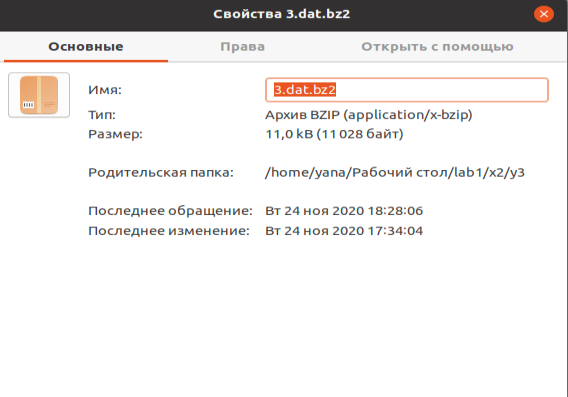 Свойства 3.dat.bz2
Основные Права Открыть с помощью
Имя: 3.dat.bz2
Тип: Архив BZIP (application/x-bzip)
Размер: 11,0 kB (11 028 байт)
Родительская папка: /home/yana/Рабочий стол/lab1/x2/y3
Последнее обращение: Вт 24 ноя 2020 18:28:06
Последнее изменение: Вт 24 ноя 2020 17:34:04